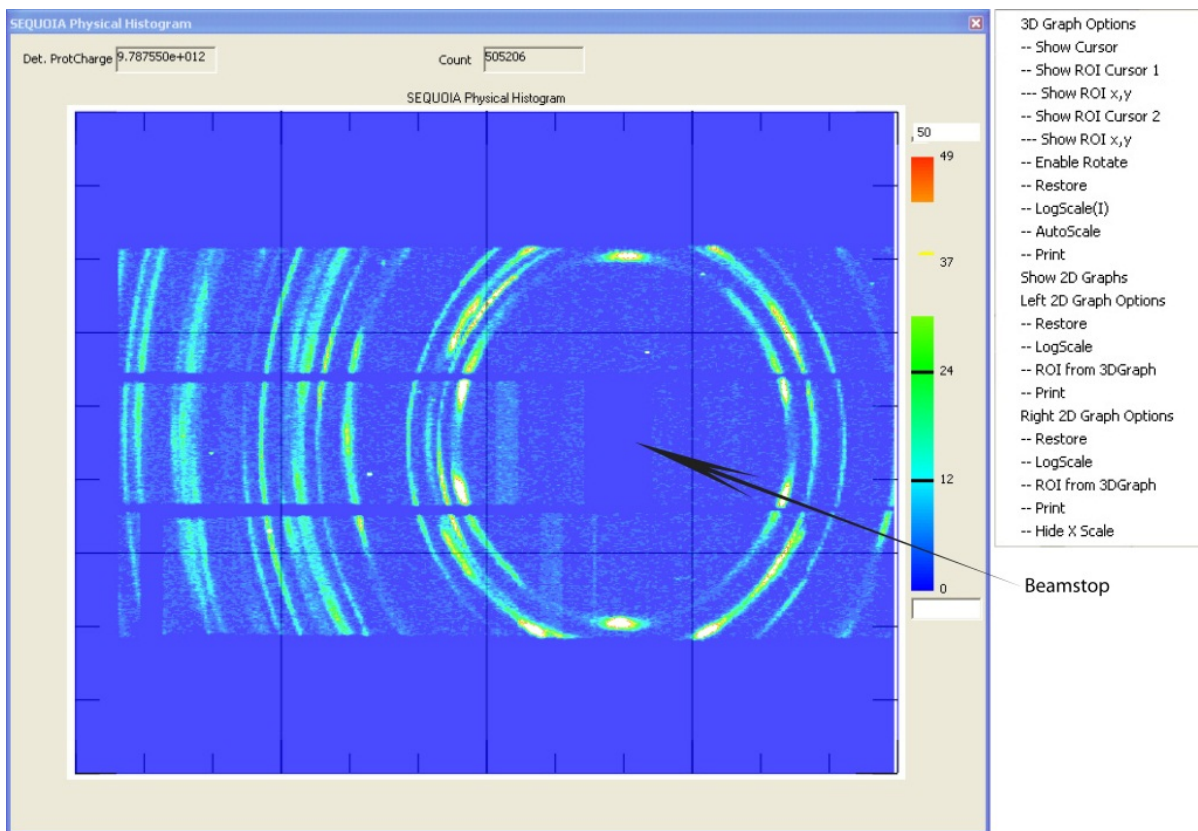 SEQUOIA Physical Histogram
Det. ProtCharge 9.787550e+012
Count 505206
SEQUOIA Physical Histogram
50
49
37
24
12
0
3D Graph Options
-- Show Cursor
-- Show ROI Cursor 1
--- Show ROI x,y
-- Show ROI Cursor 2
--- Show ROI x,y
-- Enable Rotate
-- Restore
-- LogScale(I)
-- AutoScale
-- Print
Show 2D Graphs
Left 2D Graph Options
-- Restore
-- LogScale
-- ROI from 3DGraph
-- Print
Right 2D Graph Options
-- Restore
-- LogScale
-- ROI from 3DGraph
-- Print
-- Hide X Scale
Beamstop